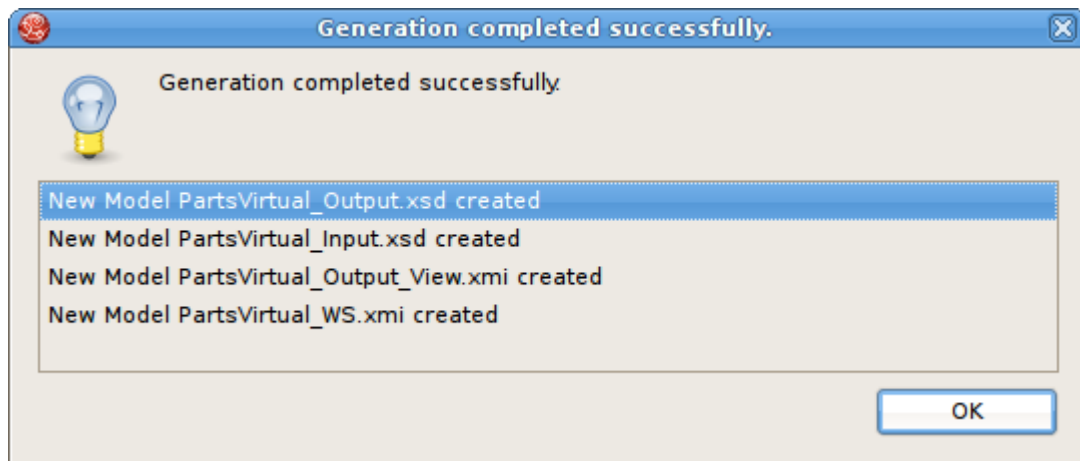 Generation completed successfully.
Generation completed successfully.
New Model PartsVirtual_Output.xsd created
New Model PartsVirtual_Input.xsd created
New Model PartsVirtual_Output_View.xmi created
New Model PartsVirtual_WS.xmi created
OK